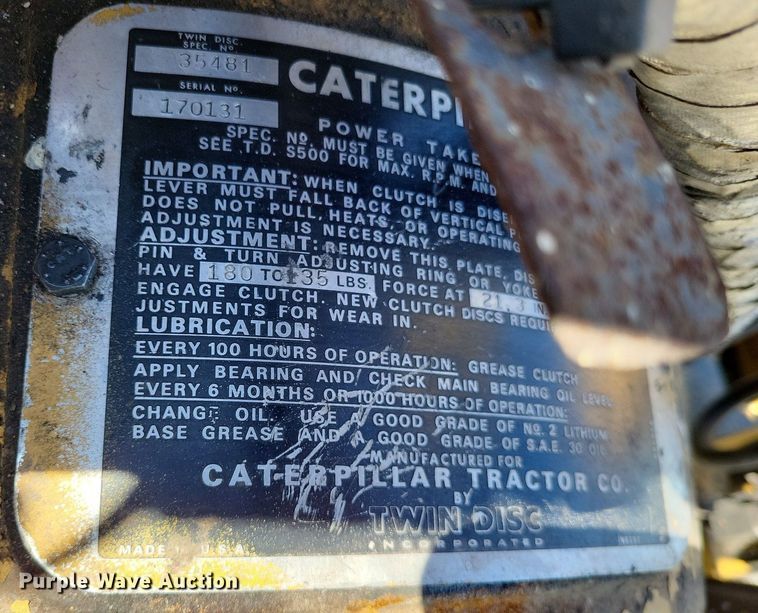 TWIN DISC.
SPEC. Nº
35481
CATERPI
SERIAL Nº.
170131
POWER TAKE
SPEC. NO. MUST BE GIVEN WHEN
SEE T.D. S500 FOR MAX. R.P.M. AND
IMPORTANT: WHEN CLUTCH IS DISE
LEVER MUST FALL BACK OF VERTICAL P
DOES NOT PULL, HEATS, OR OPERATING
ADJUSTMENT IS NECESSARY.
ADJUSTMENT: REMOVE THIS PLATE, DIS
PIN & TURN ADJUSTING RING OR YOKE
HAVE 180 TO 135 LBS. FORCE AT 21.3 IN
ENGAGE CLUTCH. NEW CLUTCH DISCS REQUI
JUSTMENTS FOR WEAR IN.
LUBRICATION:
EVERY 100 HOURS OF OPERATION: GREASE CLUTCH
APPLY BEARING AND CHECK MAIN BEARING OIL LEVEL
EVERY 6 MONTHS OR 1000 HOURS OF OPERATION:
CHANGE OIL. USE A GOOD GRADE OF NO. 2 LITHIUM
BASE GREASE AND A GOOD GRADE OF S.A.E. 30 OIL
MANUFACTURED FOR
CATERPILLAR TRACTOR CO.
BY
TWIN DISC
INCORPORATED
MADE IN U.S.A.
Purple Wave Auction